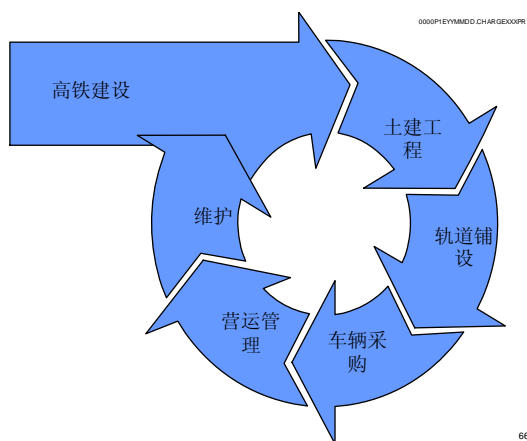 0000P1EYYMMDD.CHARGEXXXPR
高铁建设
土建工
程
轨道铺
设
车辆采
购
营运管
理
维护
66